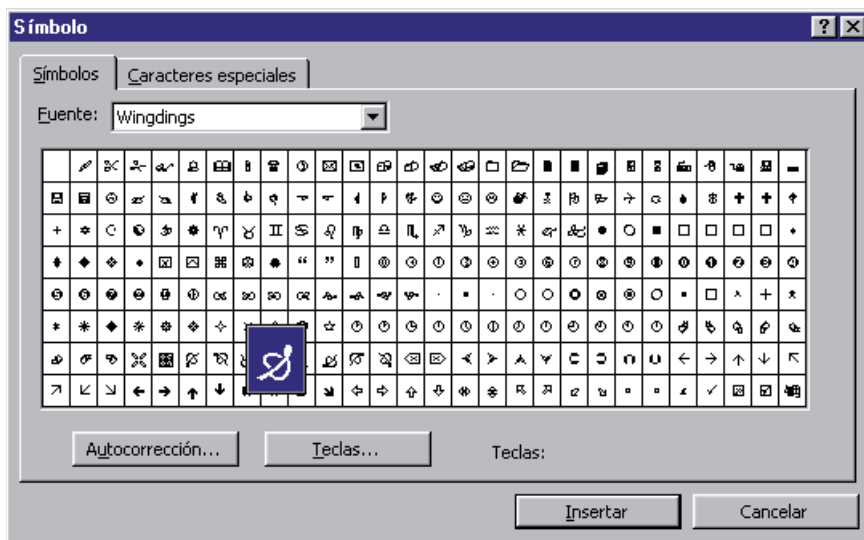 Símbolo
Símbolos
Caracteres especiales
Fuente:
Wingdings
Autocorrección...
Teclas...
Teclas:
Insertar
Cancelar